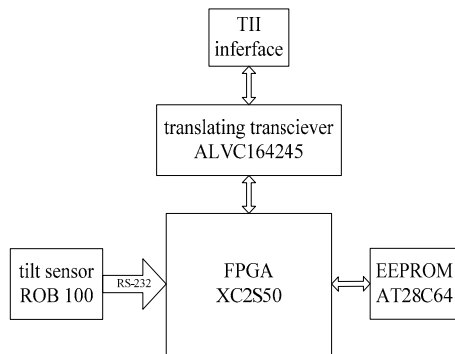 TII
inferface
translating transciever
ALVC164245
tilt sensor
ROB 100
RS-232
FPGA
XC2S50
EEPROM
AT28C64